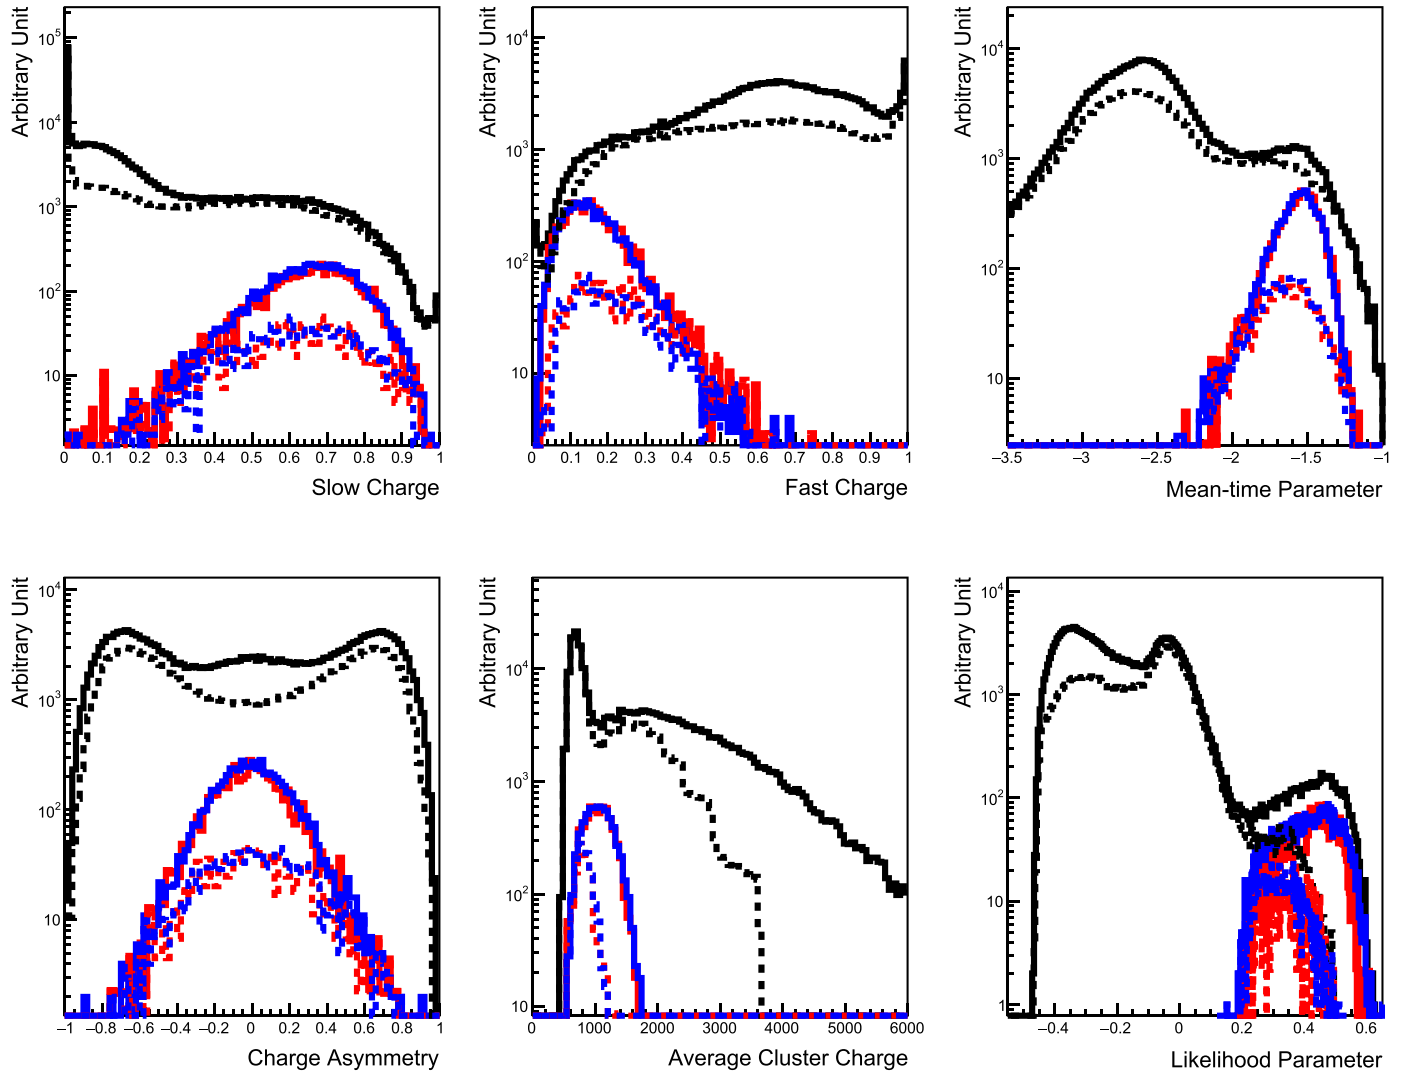 Arbitrary Unit
10^5
10^4
10^3
10^2
10
0 0.1 0.2 0.3 0.4 0.5 0.6 0.7 0.8 0.9 1
Slow Charge
Arbitrary Unit
10^4
10^3
10^2
10
0 0.1 0.2 0.3 0.4 0.5 0.6 0.7 0.8 0.9 1
Fast Charge
Arbitrary Unit
10^4
10^3
10^2
10
−3.5 −3 −2.5 −2 −1.5 −1
Mean-time Parameter
Arbitrary Unit
10^4
10^3
10^2
10
−1 −0.8 −0.6 −0.4 −0.2 0 0.2 0.4 0.6 0.8 1
Charge Asymmetry
Arbitrary Unit
10^4
10^3
10^2
10
0 1000 2000 3000 4000 5000 6000
Average Cluster Charge
Arbitrary Unit
10^4
10^3
10^2
10
1
−0.4 −0.2 0 0.2 0.4 0.6
Likelihood Parameter